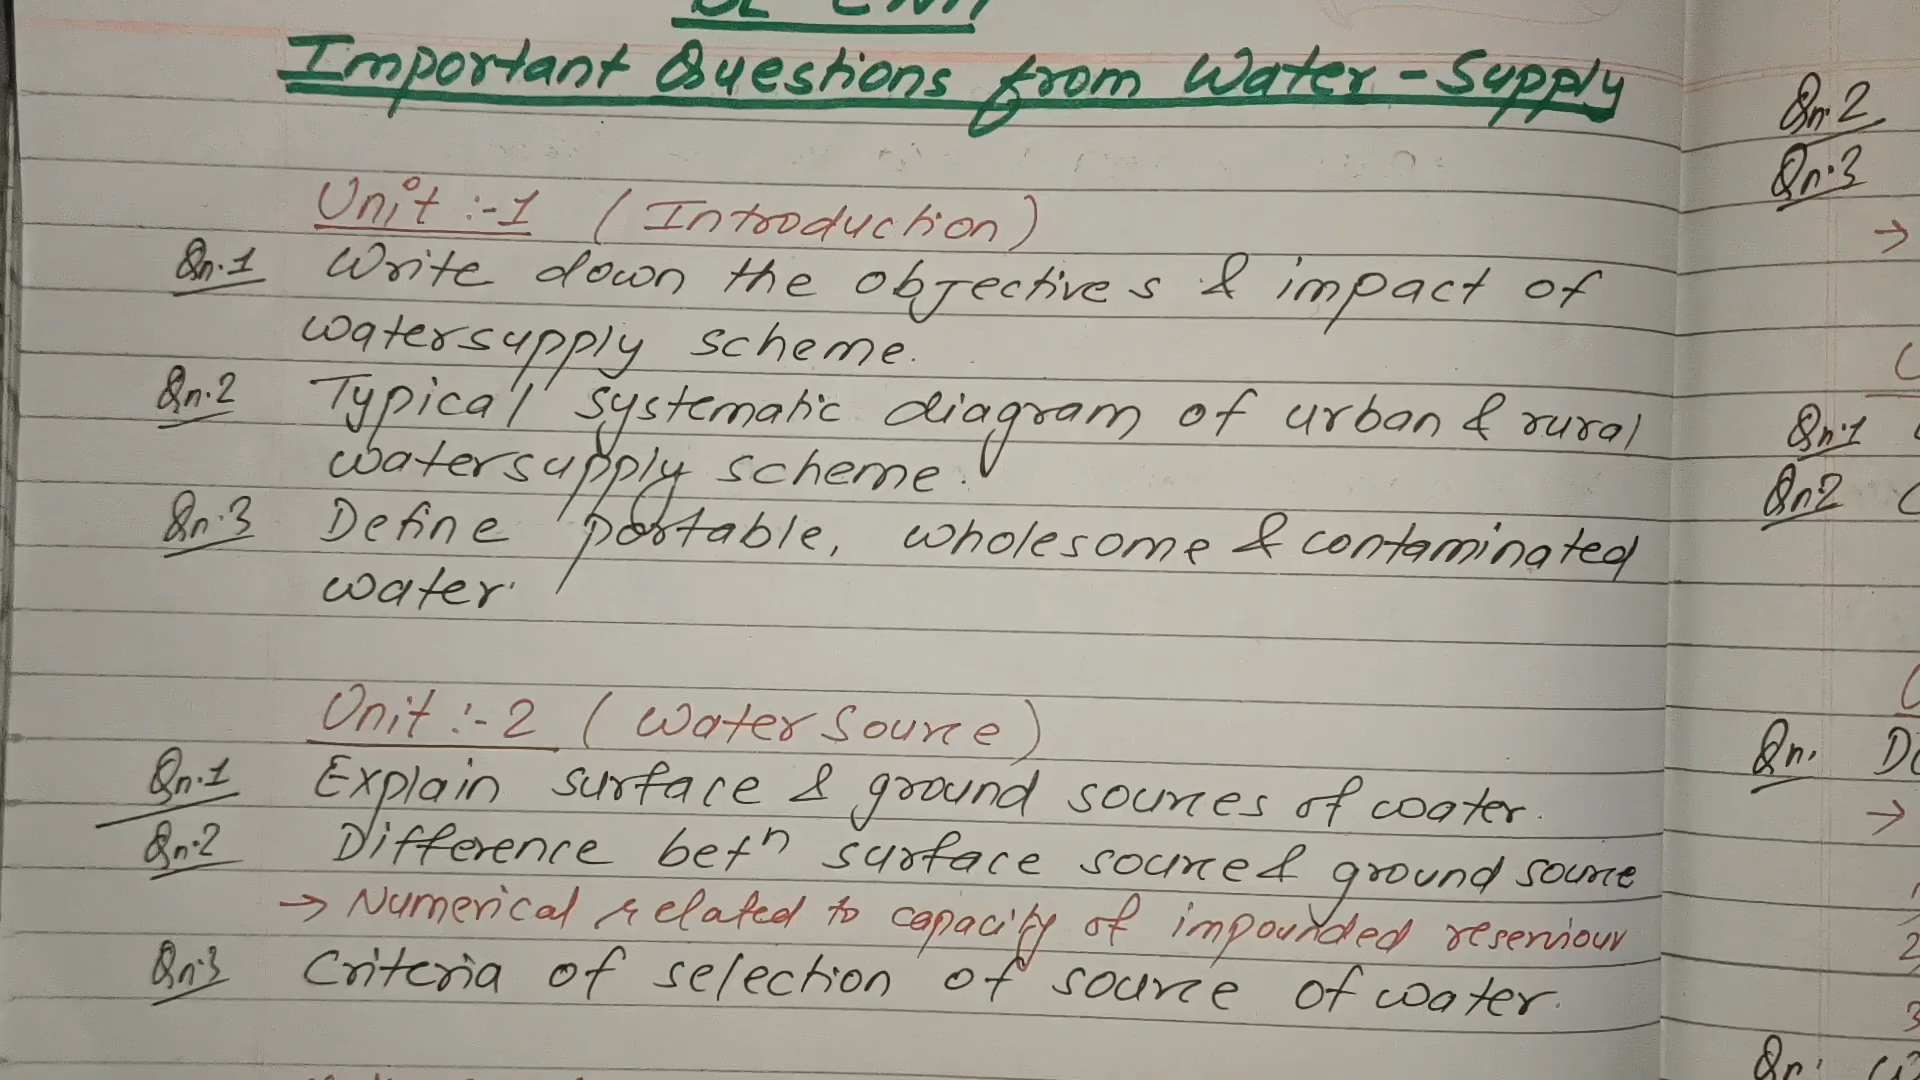 Important Questions from Water-Supply
Unit :-1 (Introduction)
Qn.1 Write down the objectives & impact of
watersupply scheme.
Qn.2 Typical systematic diagram of urban & rural
watersupply scheme.
Qn.3 Define portable, wholesome & contaminated
water.
Unit :-2 (Water Source)
Qn.1 Explain surface & ground sources of water.
Qn.2 Difference betn surface source & ground source
→ Numerical related to capacity of impounded reserviour
Qn.3 Criteria of selection of source of water.
Qn.2
Qn.3
→
Qn.1
Qn.2
Qn.
→
2
3
Qn.